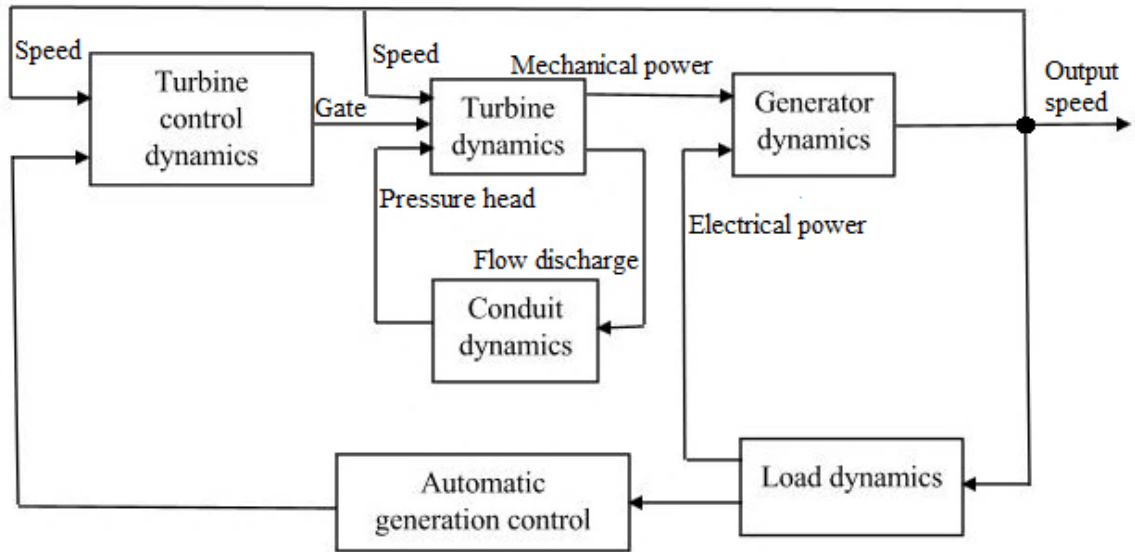 Speed
Turbine
control
dynamics
Gate
Speed
Turbine
dynamics
Mechanical power
Generator
dynamics
Output
speed
Pressure head
Flow discharge
Electrical power
Conduit
dynamics
Automatic
generation control
Load dynamics